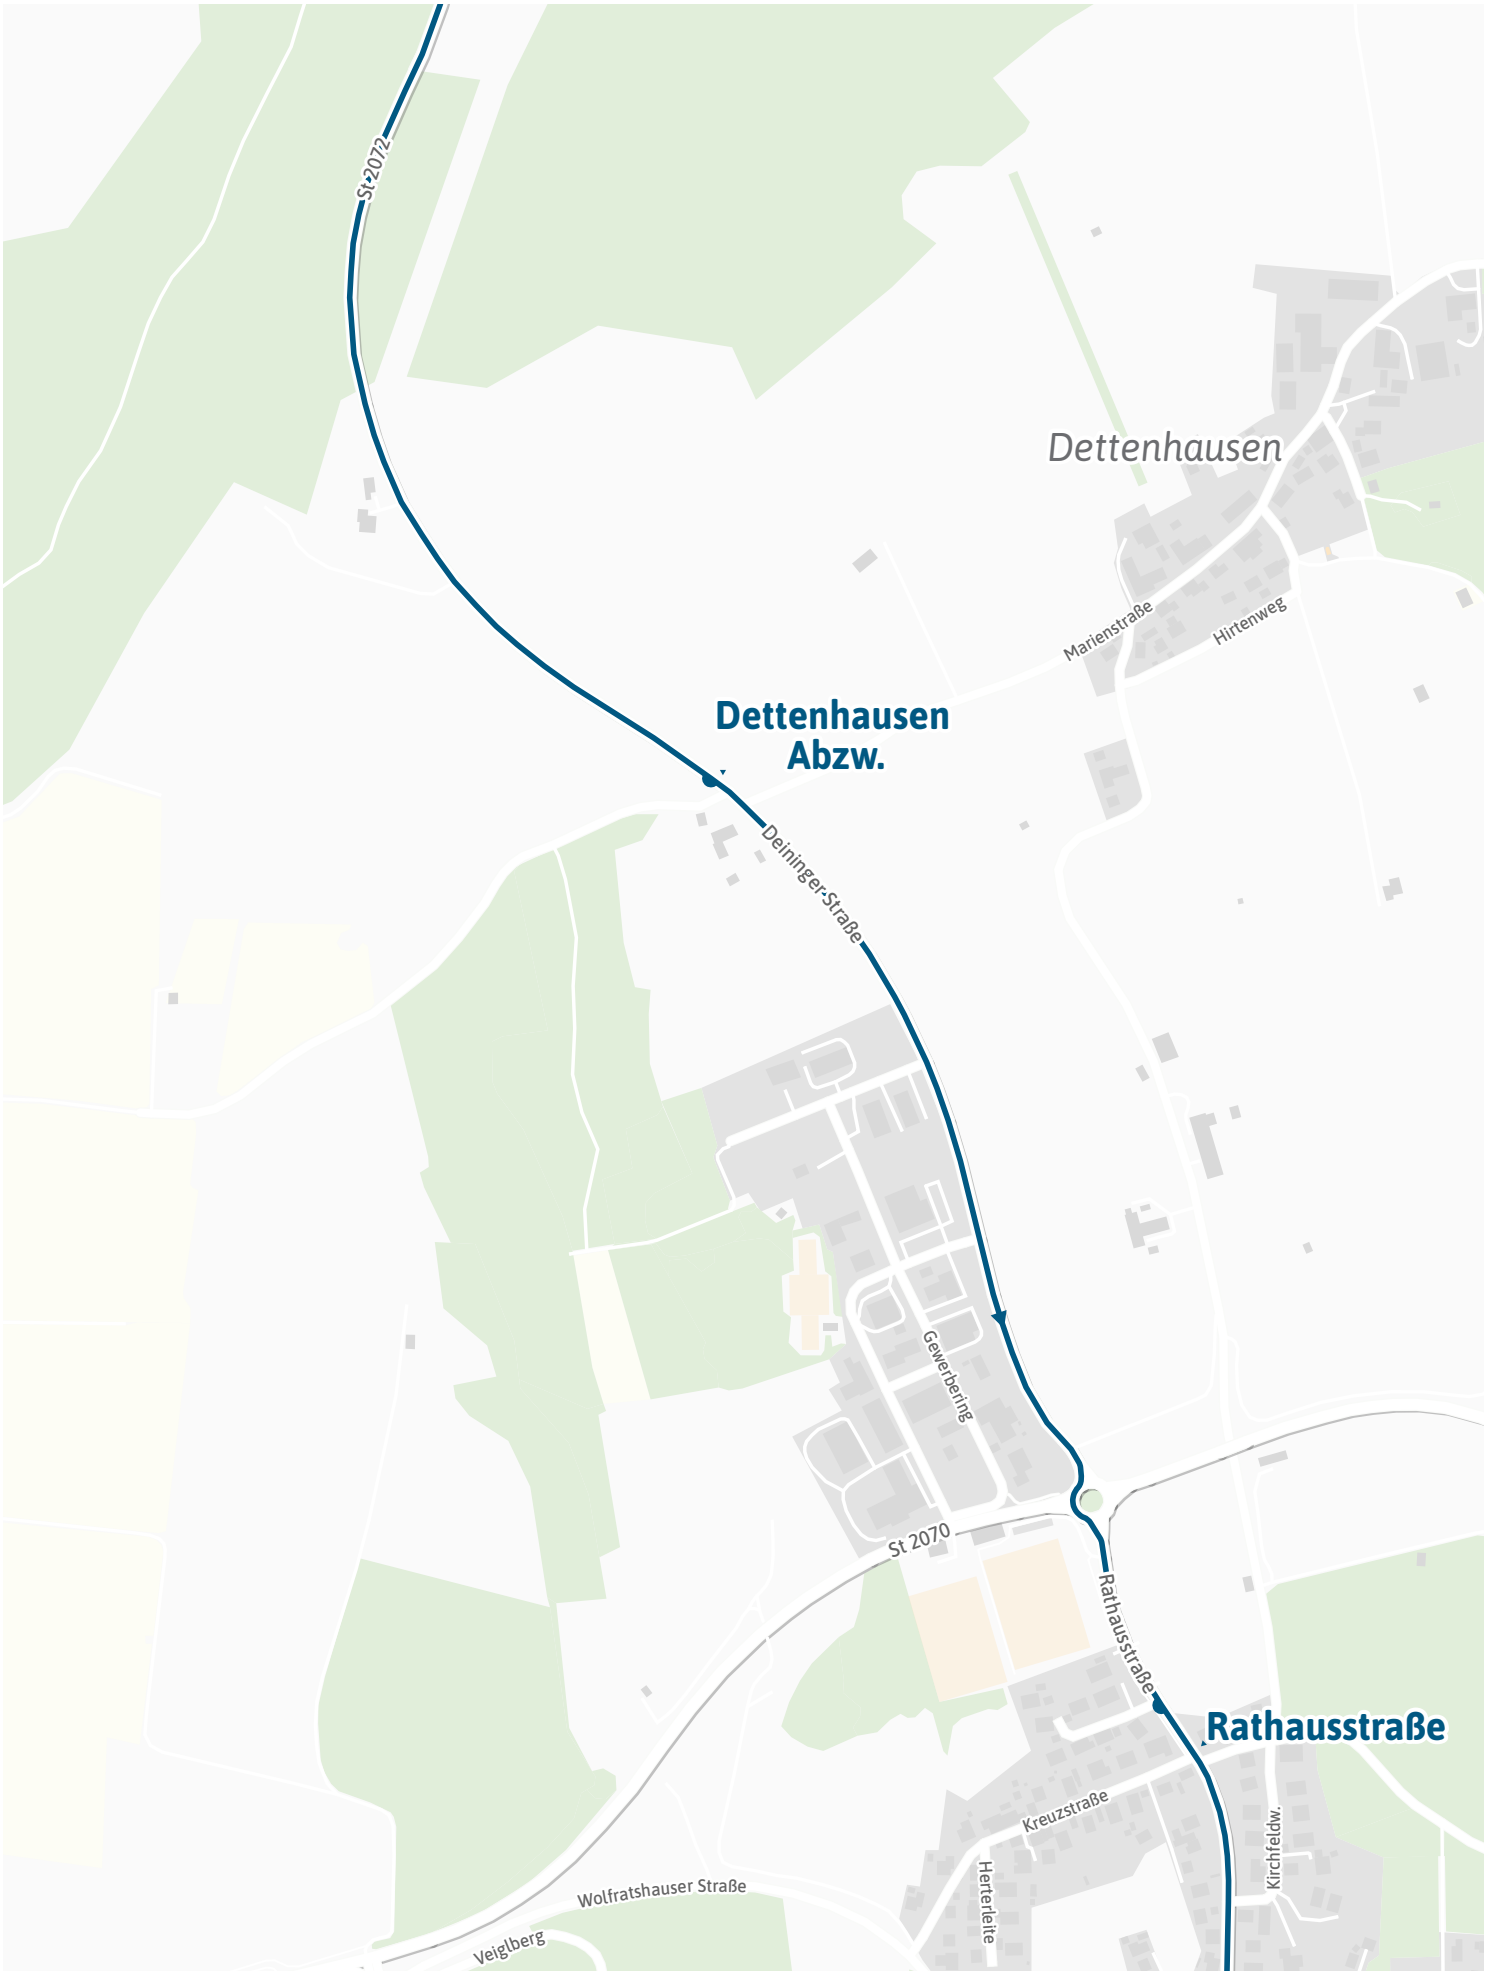 St 2072
Dettenhausen
Marienstraße
Hirtenweg
Dettenhausen
Abzw.
Deininger Straße
Gewerbering
St 2070
Rathausstraße
Rathausstraße
Kreuzstraße
Kirchfeldw.
Herterleite
Wolfratshauser Straße
Veiglberg